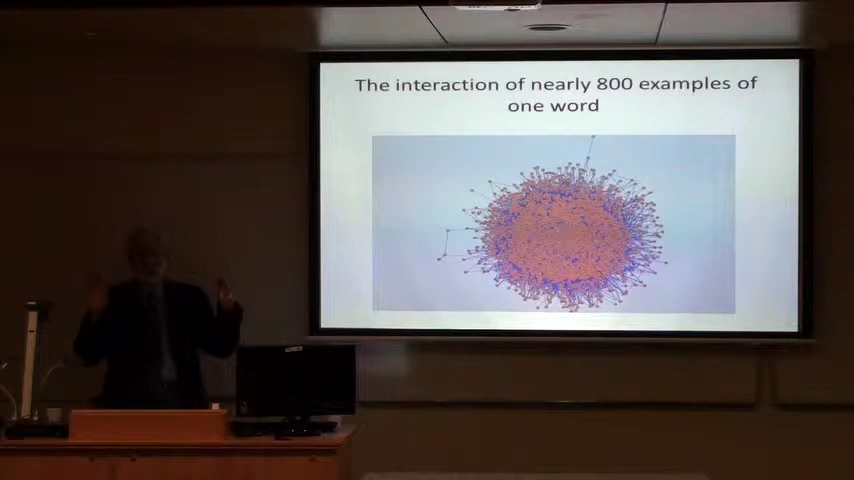 The interaction of nearly 800 examples of
one word